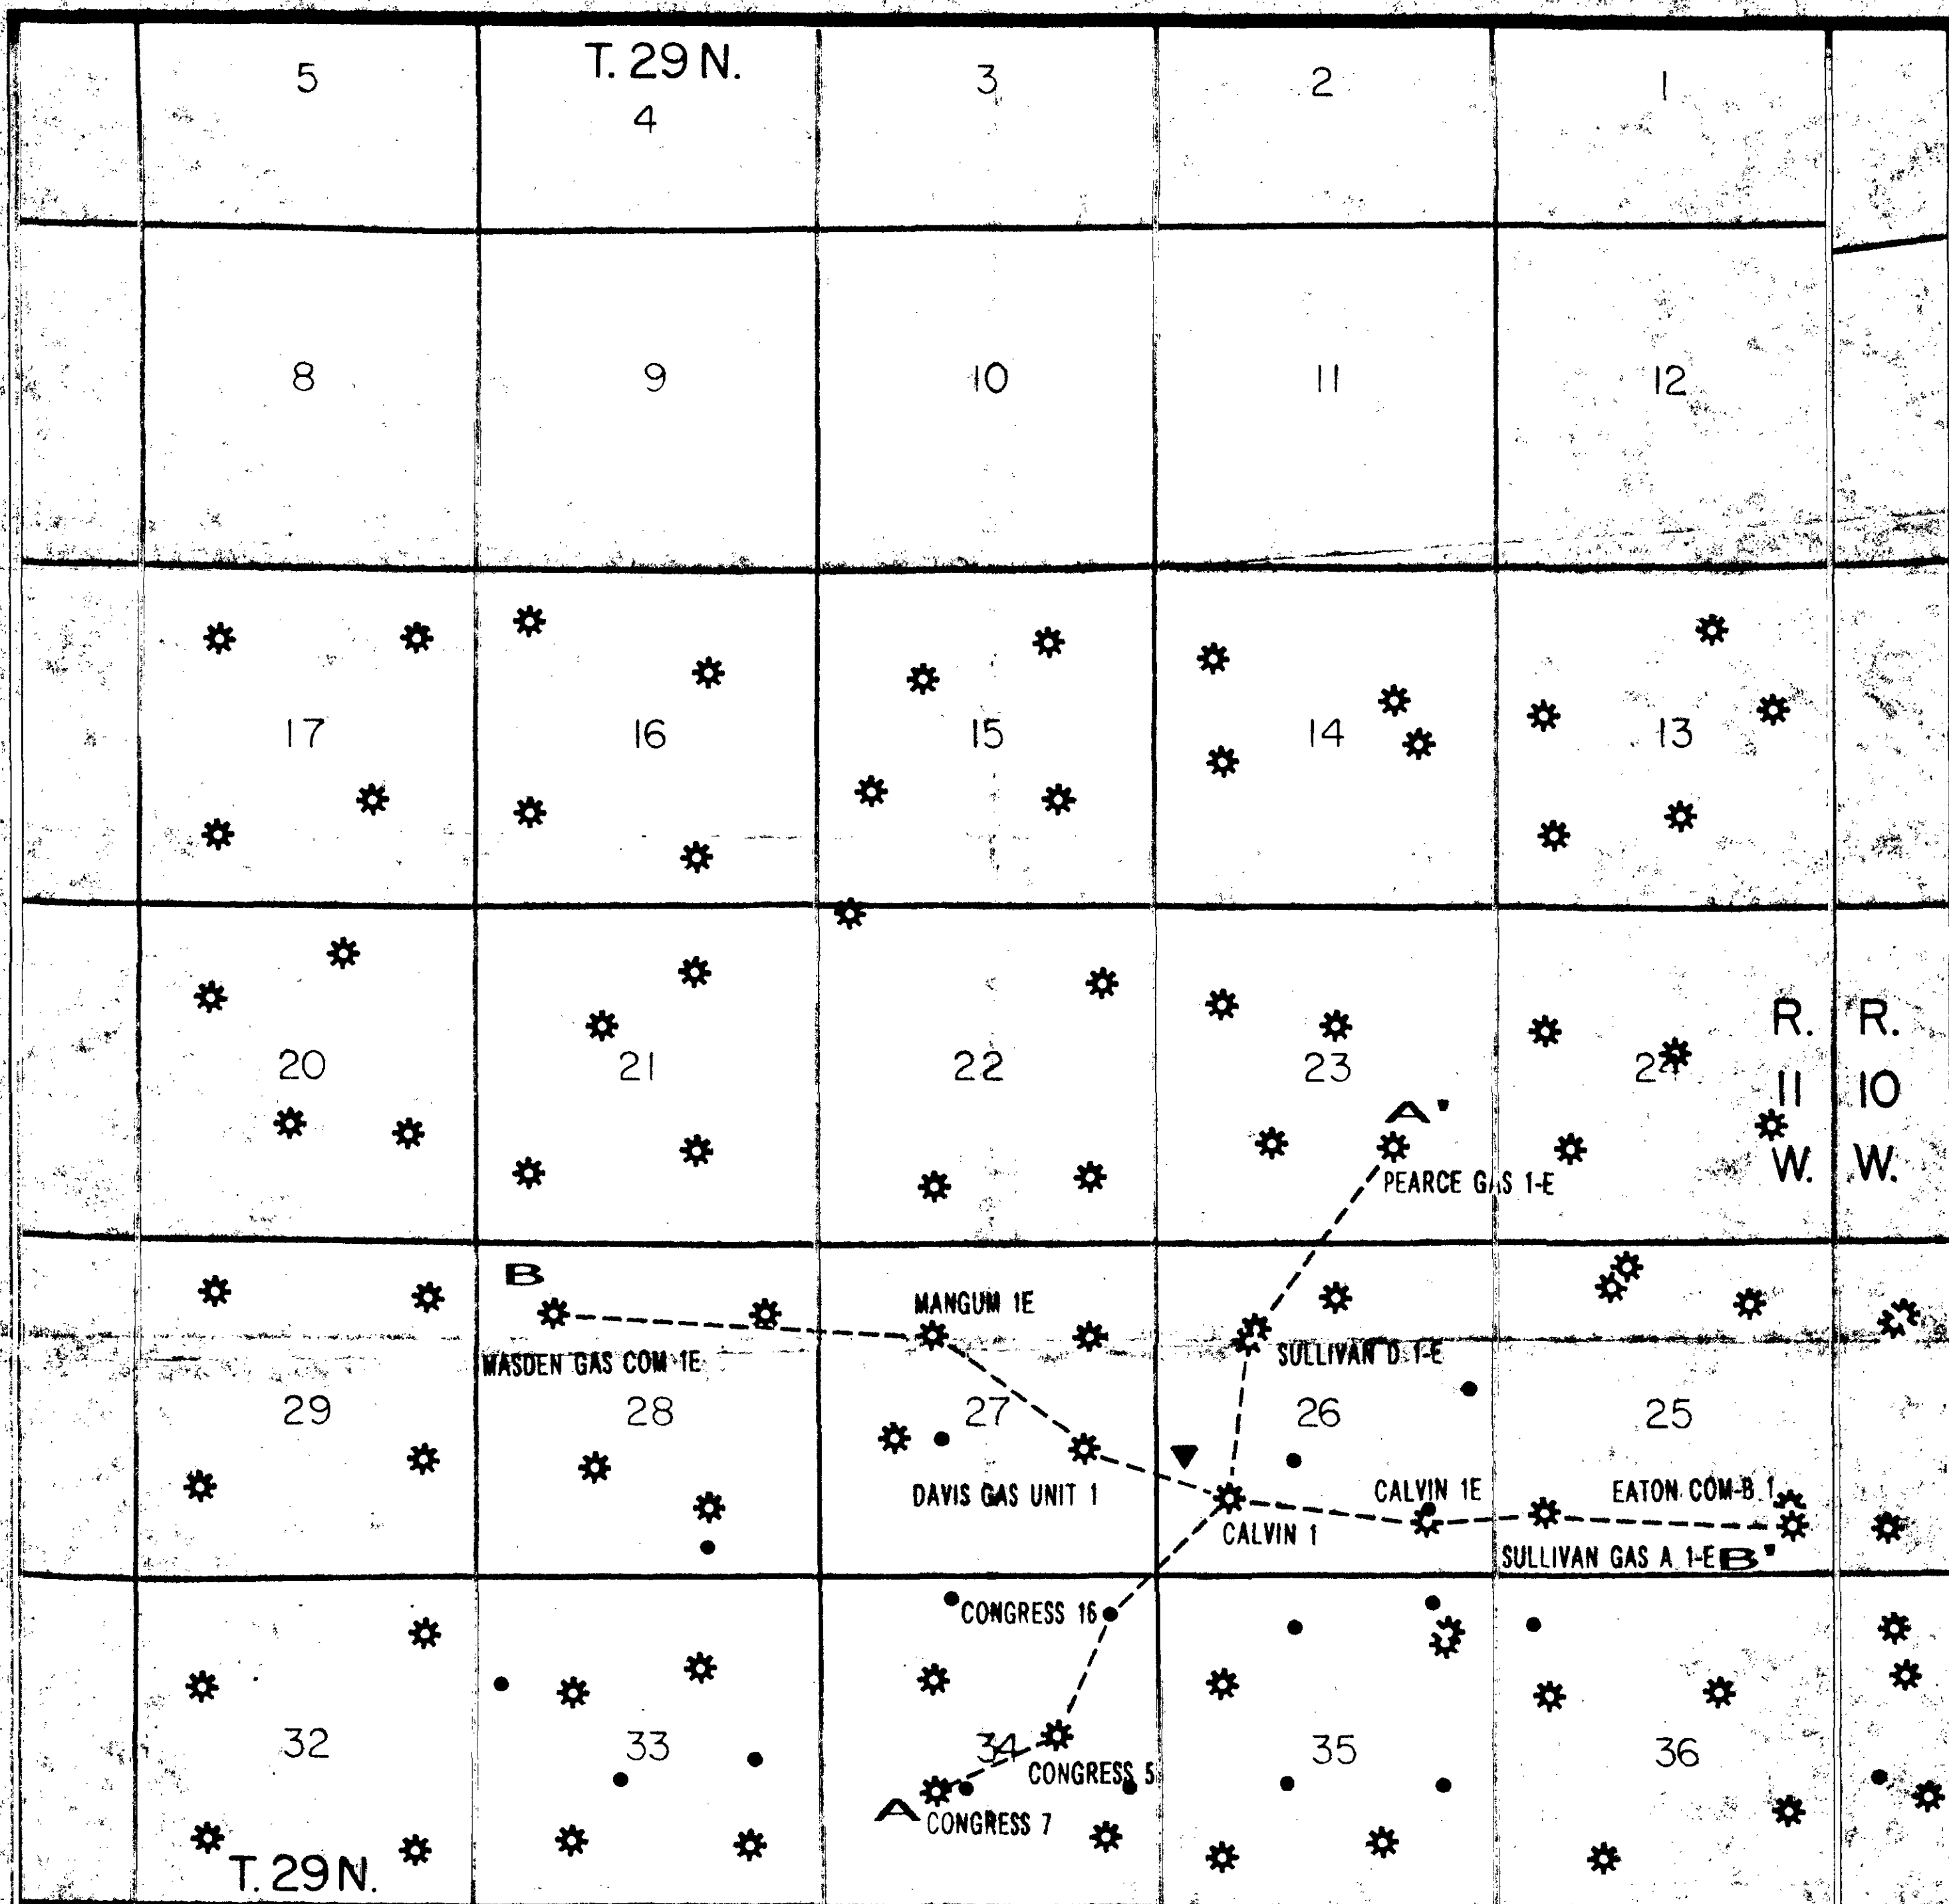 T. 29 N.
5
4
3
2
1
8
9
10
11
12
17
16
15
14
13
20
21
22
23
24
R. R.
11 10
W. W.
A'
PEARCE GAS 1-E
B
MANGUM 1E
MASDEN GAS COM 1E
SULLIVAN D 1-E
29
28
27
26
25
DAVIS GAS UNIT 1
CALVIN 1E
EATON COM-B 1
CALVIN 1
SULLIVAN GAS A 1-E B'
CONGRESS 16
32
33
34
35
36
CONGRESS 5
A
CONGRESS 7
T. 29 N.